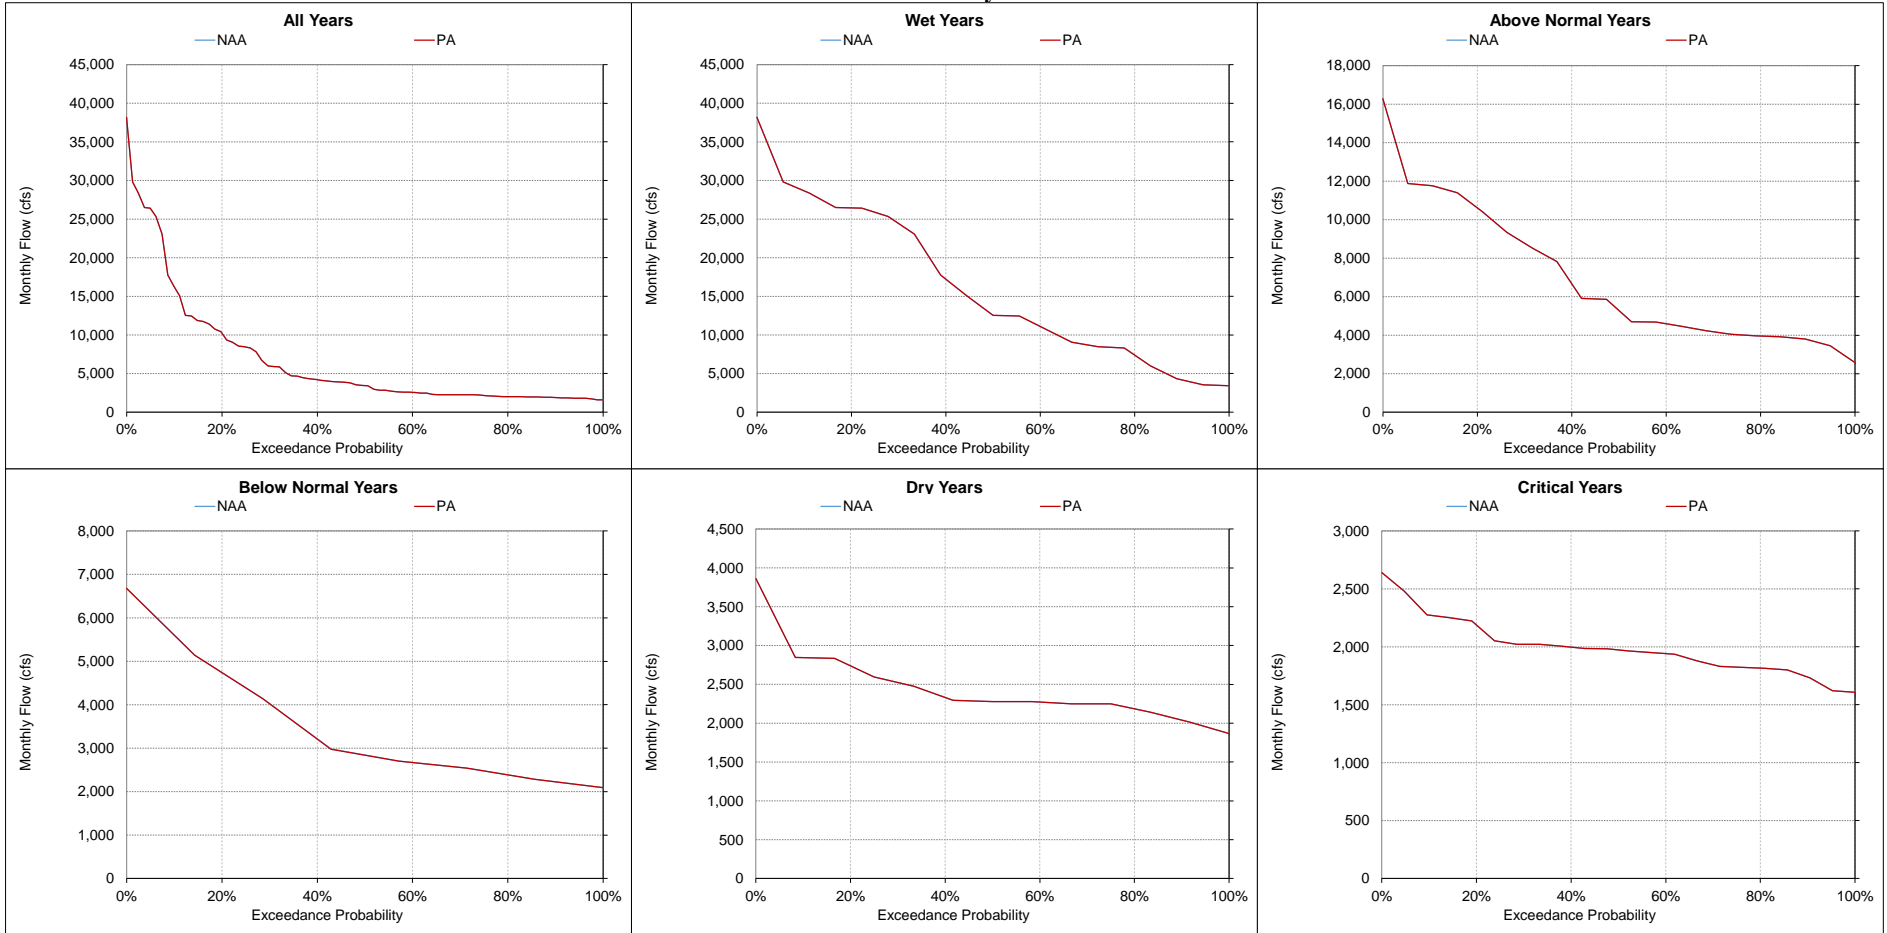 All Years
NAA PA
45,000
40,000
35,000
30,000
25,000
20,000
15,000
10,000
5,000
0
Monthly Flow (cfs)
0% 20% 40% 60% 80% 100%
Exceedance Probability
Wet Years
NAA PA
45,000
40,000
35,000
30,000
25,000
20,000
15,000
10,000
5,000
0
Monthly Flow (cfs)
0% 20% 40% 60% 80% 100%
Exceedance Probability
Above Normal Years
NAA PA
18,000
16,000
14,000
12,000
10,000
8,000
6,000
4,000
2,000
0
Monthly Flow (cfs)
0% 20% 40% 60% 80% 100%
Exceedance Probability
Below Normal Years
NAA PA
8,000
7,000
6,000
5,000
4,000
3,000
2,000
1,000
0
Monthly Flow (cfs)
0% 20% 40% 60% 80% 100%
Exceedance Probability
Dry Years
NAA PA
4,500
4,000
3,500
3,000
2,500
2,000
1,500
1,000
500
0
Monthly Flow (cfs)
0% 20% 40% 60% 80% 100%
Exceedance Probability
Critical Years
NAA PA
3,000
2,500
2,000
1,500
1,000
500
0
Monthly Flow (cfs)
0% 20% 40% 60% 80% 100%
Exceedance Probability